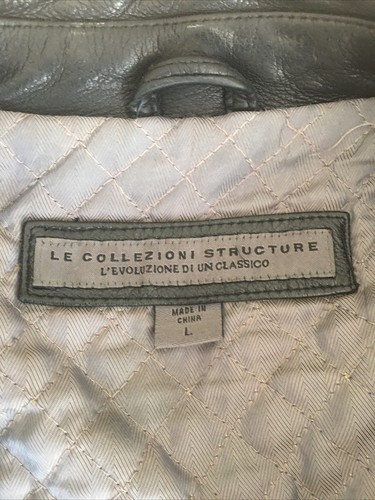 LE COLLEZIONI STRUCTURE
L'EVOLUZIONE DI UN CLASSICO
MADE IN
CHINA
L.